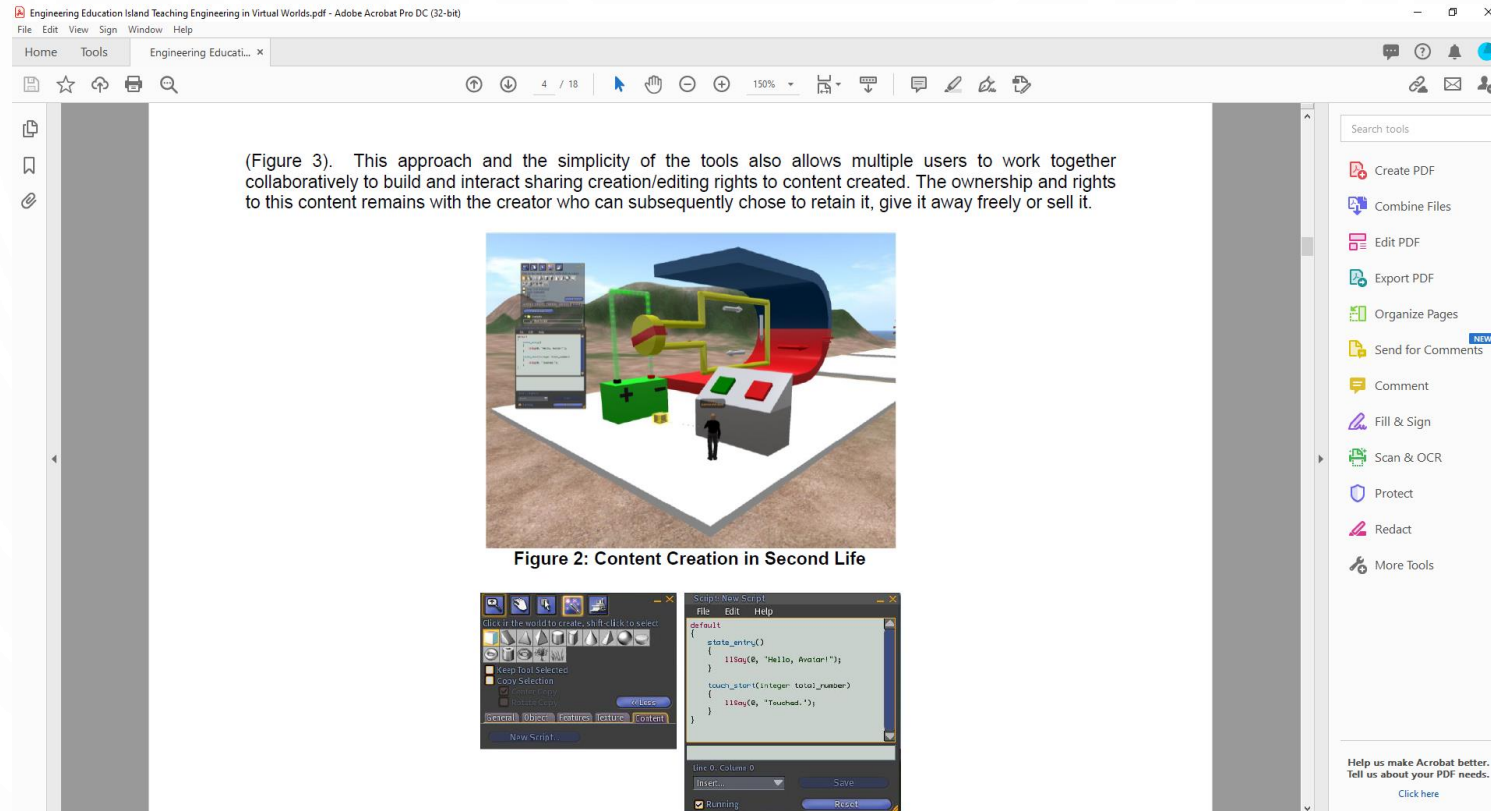 Engineering Education Island Teaching Engineering in Virtual Worlds.pdf - Adobe Acrobat Pro DC (32-bit)
File Edit View Sign Window Help
Home Tools Engineering Educati... ×
4 / 18 150%
Search tools
Create PDF
Combine Files
Edit PDF
Export PDF
Organize Pages
NEW
Send for Comments
Comment
Fill & Sign
Scan & OCR
Protect
Redact
More Tools
Help us make Acrobat better.
Tell us about your PDF needs.
Click here
(Figure 3). This approach and the simplicity of the tools also allows multiple users to work together
collaboratively to build and interact sharing creation/editing rights to content created. The ownership and rights
to this content remains with the creator who can subsequently chose to retain it, give it away freely or sell it.
Figure 2: Content Creation in Second Life
Click in the world to create, shift-click to select
Keep Tool Selected
Copy Selection
Center Copy
Rotate Copy
<< Less
General Object Features Texture Content
New Script...
Script: New Script
File Edit Help
default
{
state_entry()
{
llSay(0, "Hello, Avatar!");
}
touch_start(integer total_number)
{
llSay(0, "Touched.");
}
}
Line 0, Column 0
Insert... Save
Running Reset